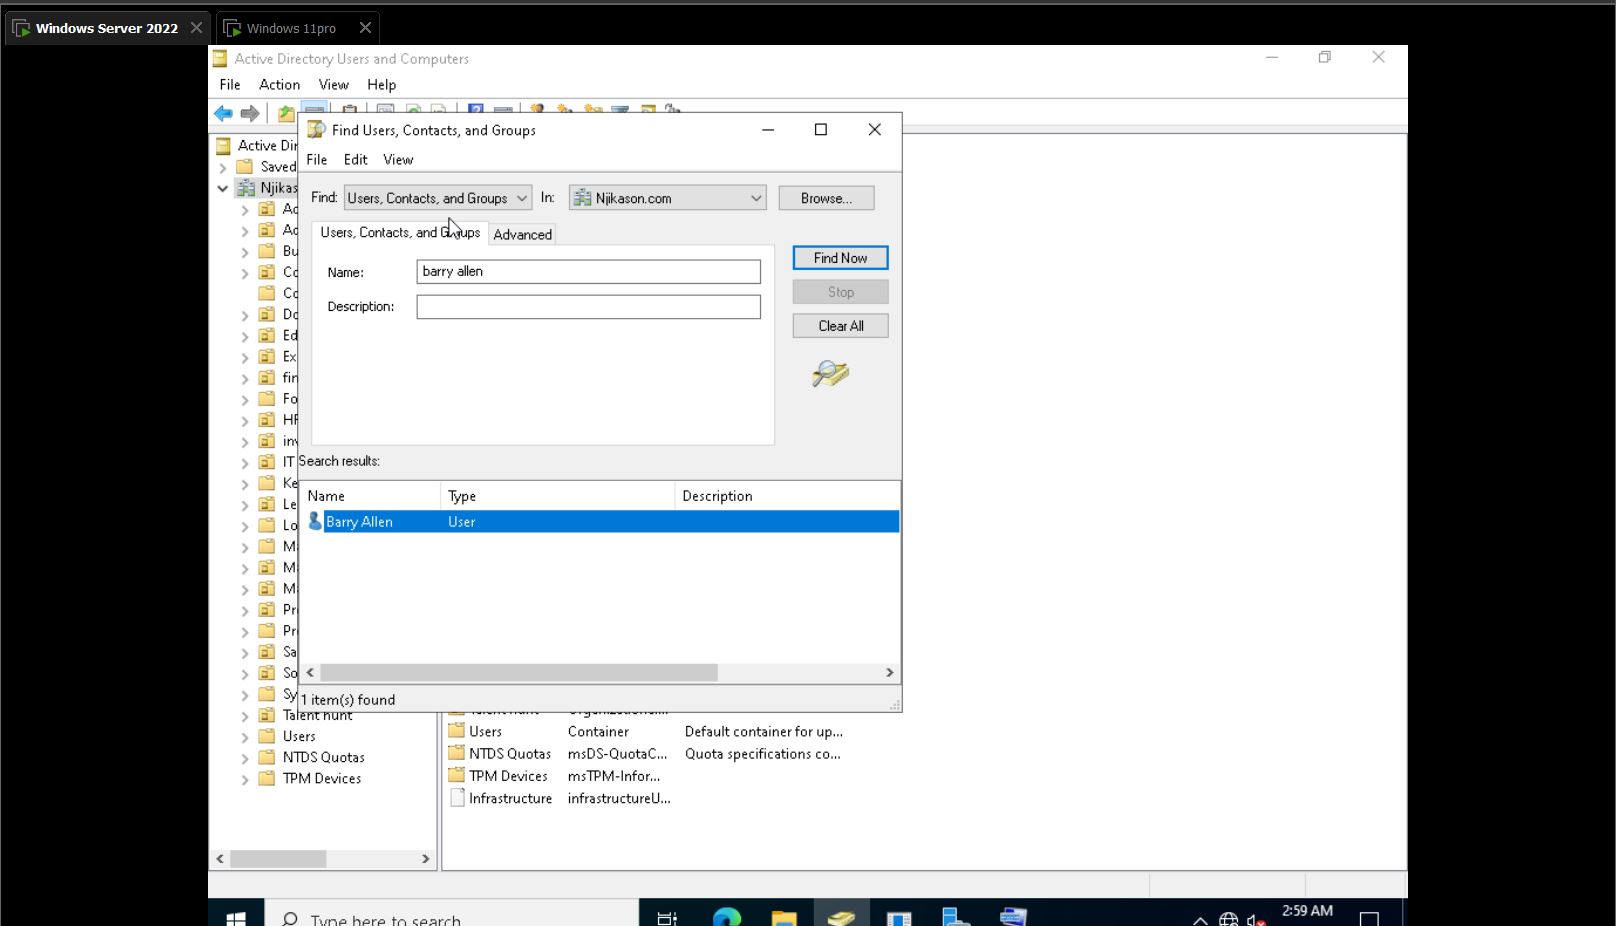 Windows Server 2022
Windows 11pro
Active Directory Users and Computers
File Action View Help
Find Users, Contacts, and Groups
File Edit View
Find: Users, Contacts, and Groups In: Njikason.com Browse...
Users, Contacts, and Groups Advanced
Name: barry allen Find Now
Description: Stop
Clear All
Search results:
Name Type Description
Barry Allen User
1 item(s) found
Active Dir
Saved
Njikas
Ac
Ac
Bu
Co
Co
Do
Ed
Ex
fin
Fo
HR
inv
IT
Ke
Le
Lo
Ma
Ma
Ma
Pr
Pr
Sa
So
Sy
Talent hunt
Users
NTDS Quotas
TPM Devices
Users Container Default container for up...
NTDS Quotas msDS-QuotaC... Quota specifications co...
TPM Devices msTPM-Infor...
Infrastructure infrastructureU...
Type here to search
2:59 AM